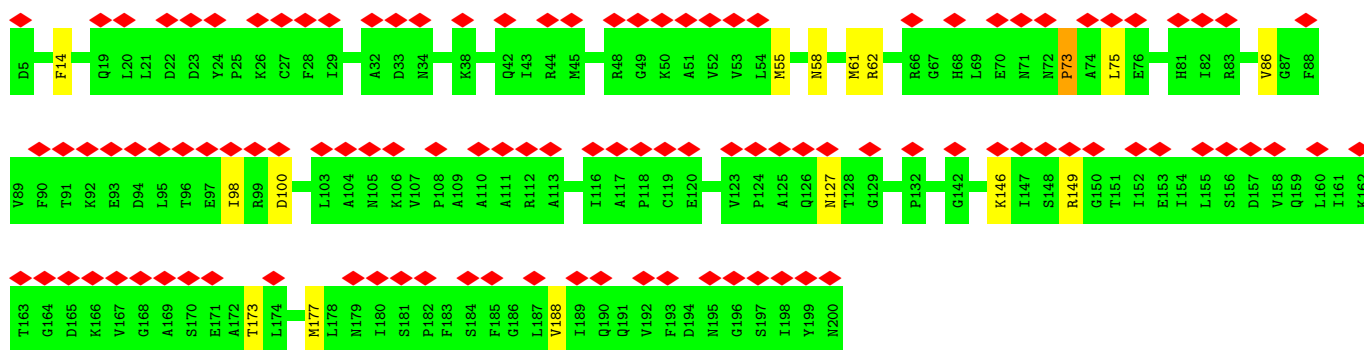 D5 F14 Q19 L20 L21 D22 D23 Y24 P25 K26 C27 F28 I29 A32 D33 N34 K38 Q42 I43 R44 M45 R48 G49 K50 A51 V52 V53 L54 M55 N58 M61 R62 R66 G67 H68 L69 E70 N71 N72 P73 A74 L75 E76 H81 I82 R83 V86 G87 F88
V89 F90 T91 K92 E93 D94 L95 T96 E97 I98 R99 D100 L103 A104 N105 K106 V107 P108 A109 A110 A111 R112 A113 I116 A117 P118 C119 E120 V123 P124 A125 Q126 N127 T128 G129 P132 G142 K146 I147 S148 R149 G150 T151 I152 E153 I154 L155 S156 D157 V158 Q159 L160 I161 K162
T163 G164 D165 K166 V167 G168 A169 S170 E171 A172 T173 L174 M177 L178 N179 I180 S181 P182 F183 S184 F185 G186 L187 V188 I189 Q190 Q191 V192 F193 D194 N195 G196 S197 I198 Y199 N200